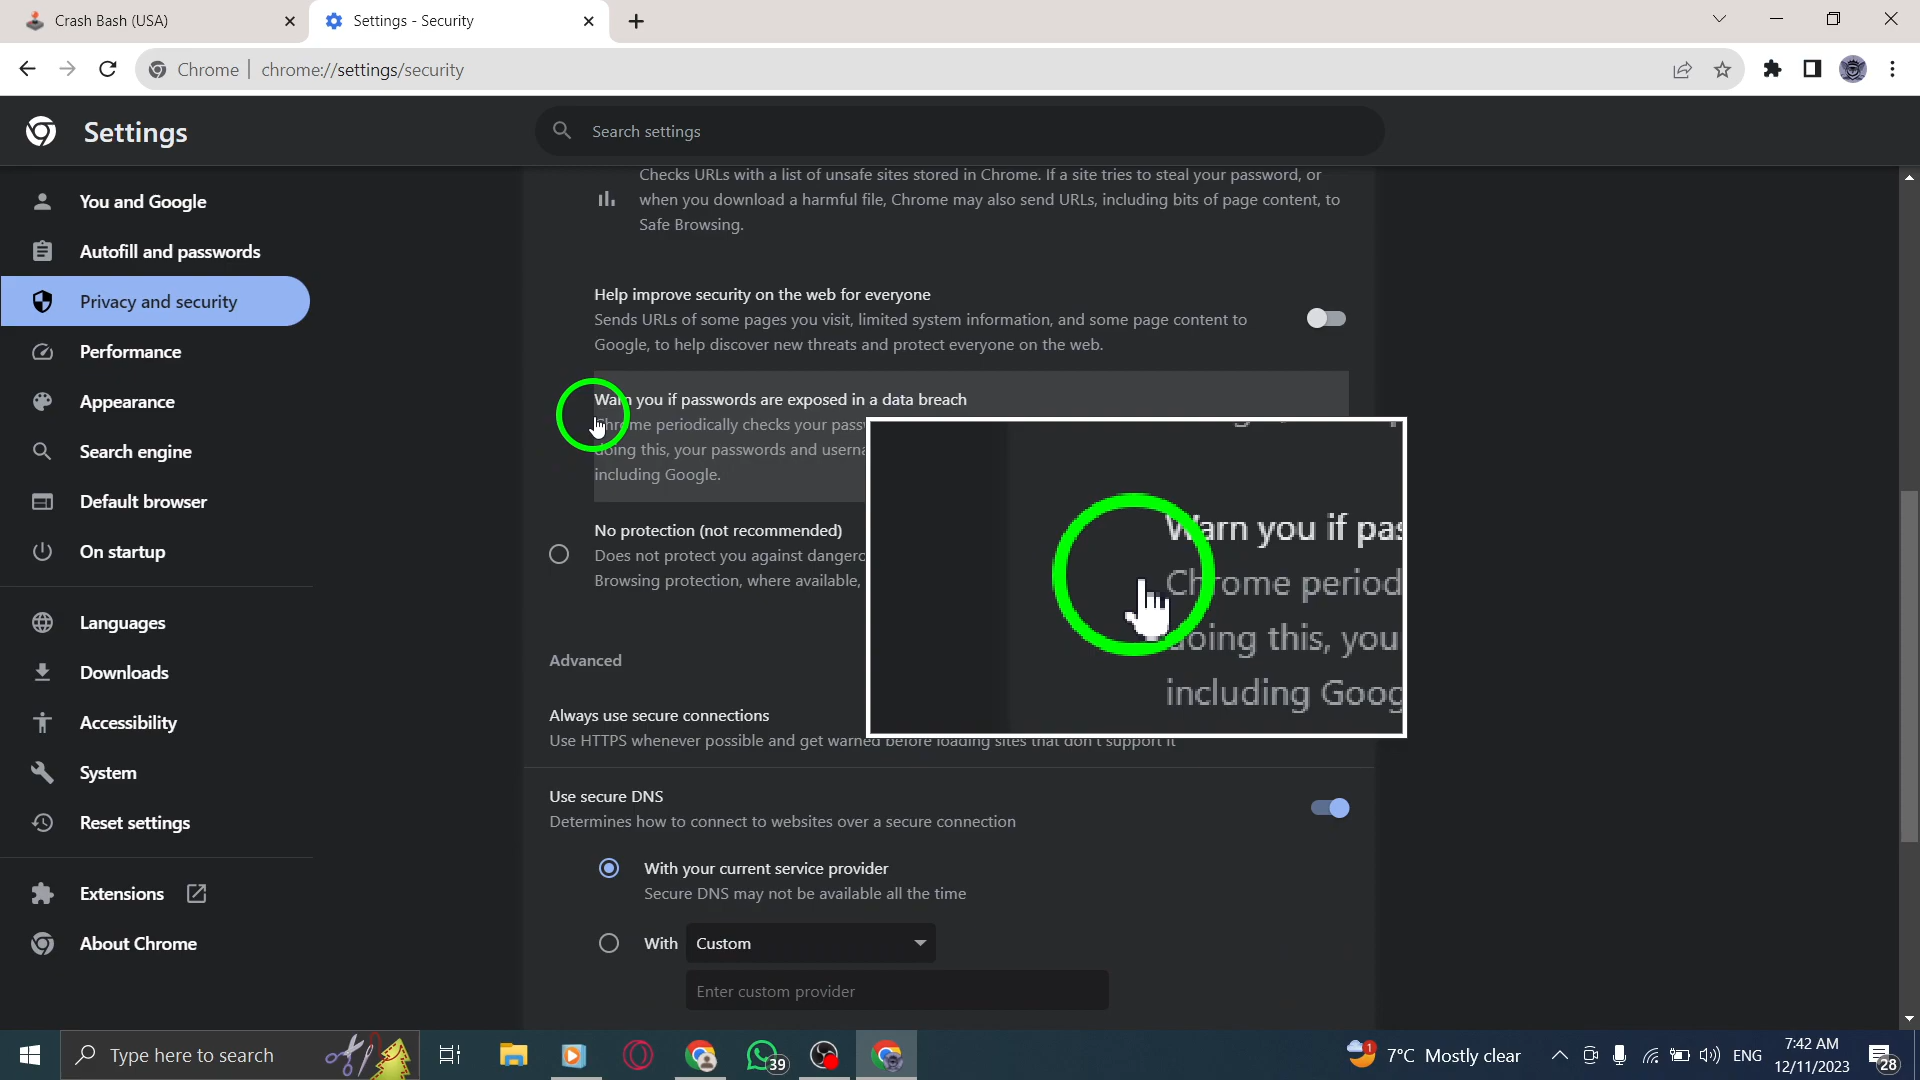 Crash Bash (USA)
Settings - Security
Chrome
chrome://settings/security
Settings
Search settings
You and Google
Autofill and passwords
Privacy and security
Performance
Appearance
Search engine
Default browser
On startup
Languages
Downloads
Accessibility
System
Reset settings
Extensions
About Chrome
Checks URLs with a list of unsafe sites stored in Chrome. If a site tries to steal your password, or
when you download a harmful file, Chrome may also send URLs, including bits of page content, to
Safe Browsing.
Help improve security on the web for everyone
Sends URLs of some pages you visit, limited system information, and some page content to
Google, to help discover new threats and protect everyone on the web.
Warn you if passwords are exposed in a data breach
Chrome periodically checks your pass
doing this, your passwords and userna
including Google.
No protection (not recommended)
Does not protect you against dangero
Browsing protection, where available,
Advanced
Always use secure connections
Use HTTPS whenever possible and get warned before loading sites that don't support it
Use secure DNS
Determines how to connect to websites over a secure connection
With your current service provider
Secure DNS may not be available all the time
With
Custom
Enter custom provider
Warn you if pas
Chrome period
doing this, you
including Goog
Type here to search
39
1
7°C Mostly clear
ENG
7:42 AM
12/11/2023
28